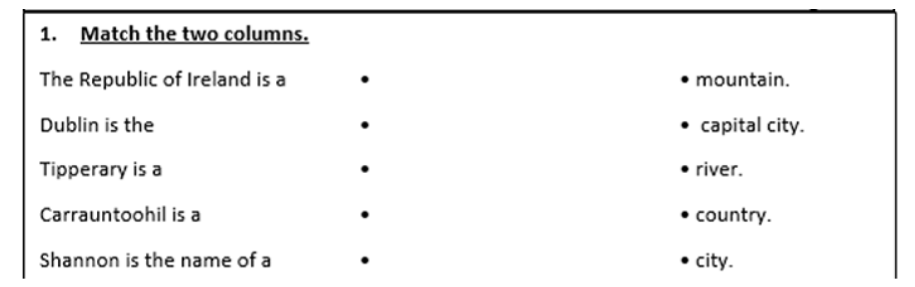 1. Match the two columns.
The Republic of Ireland is a • • mountain.
Dublin is the • • capital city.
Tipperary is a • • river.
Carrauntoohil is a • • country.
Shannon is the name of a • • city.